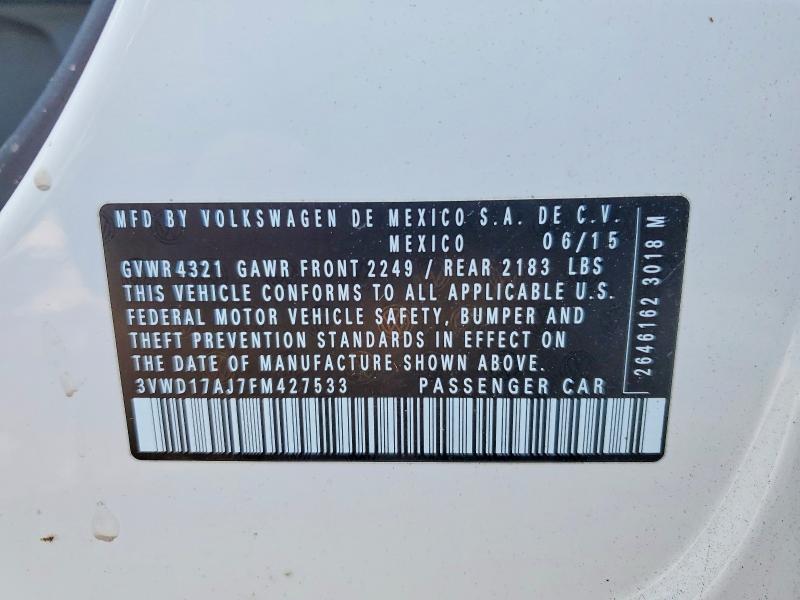 MFD BY VOLKSWAGEN DE MEXICO S.A. DE C.V.
MEXICO 06/15
GVWR 4321 GAWR FRONT 2249 / REAR 2183 LBS
THIS VEHICLE CONFORMS TO ALL APPLICABLE U.S.
FEDERAL MOTOR VEHICLE SAFETY, BUMPER AND
THEFT PREVENTION STANDARDS IN EFFECT ON
THE DATE OF MANUFACTURE SHOWN ABOVE.
3VWD17AJ7FM427533 PASSENGER CAR
2646162 3018 M